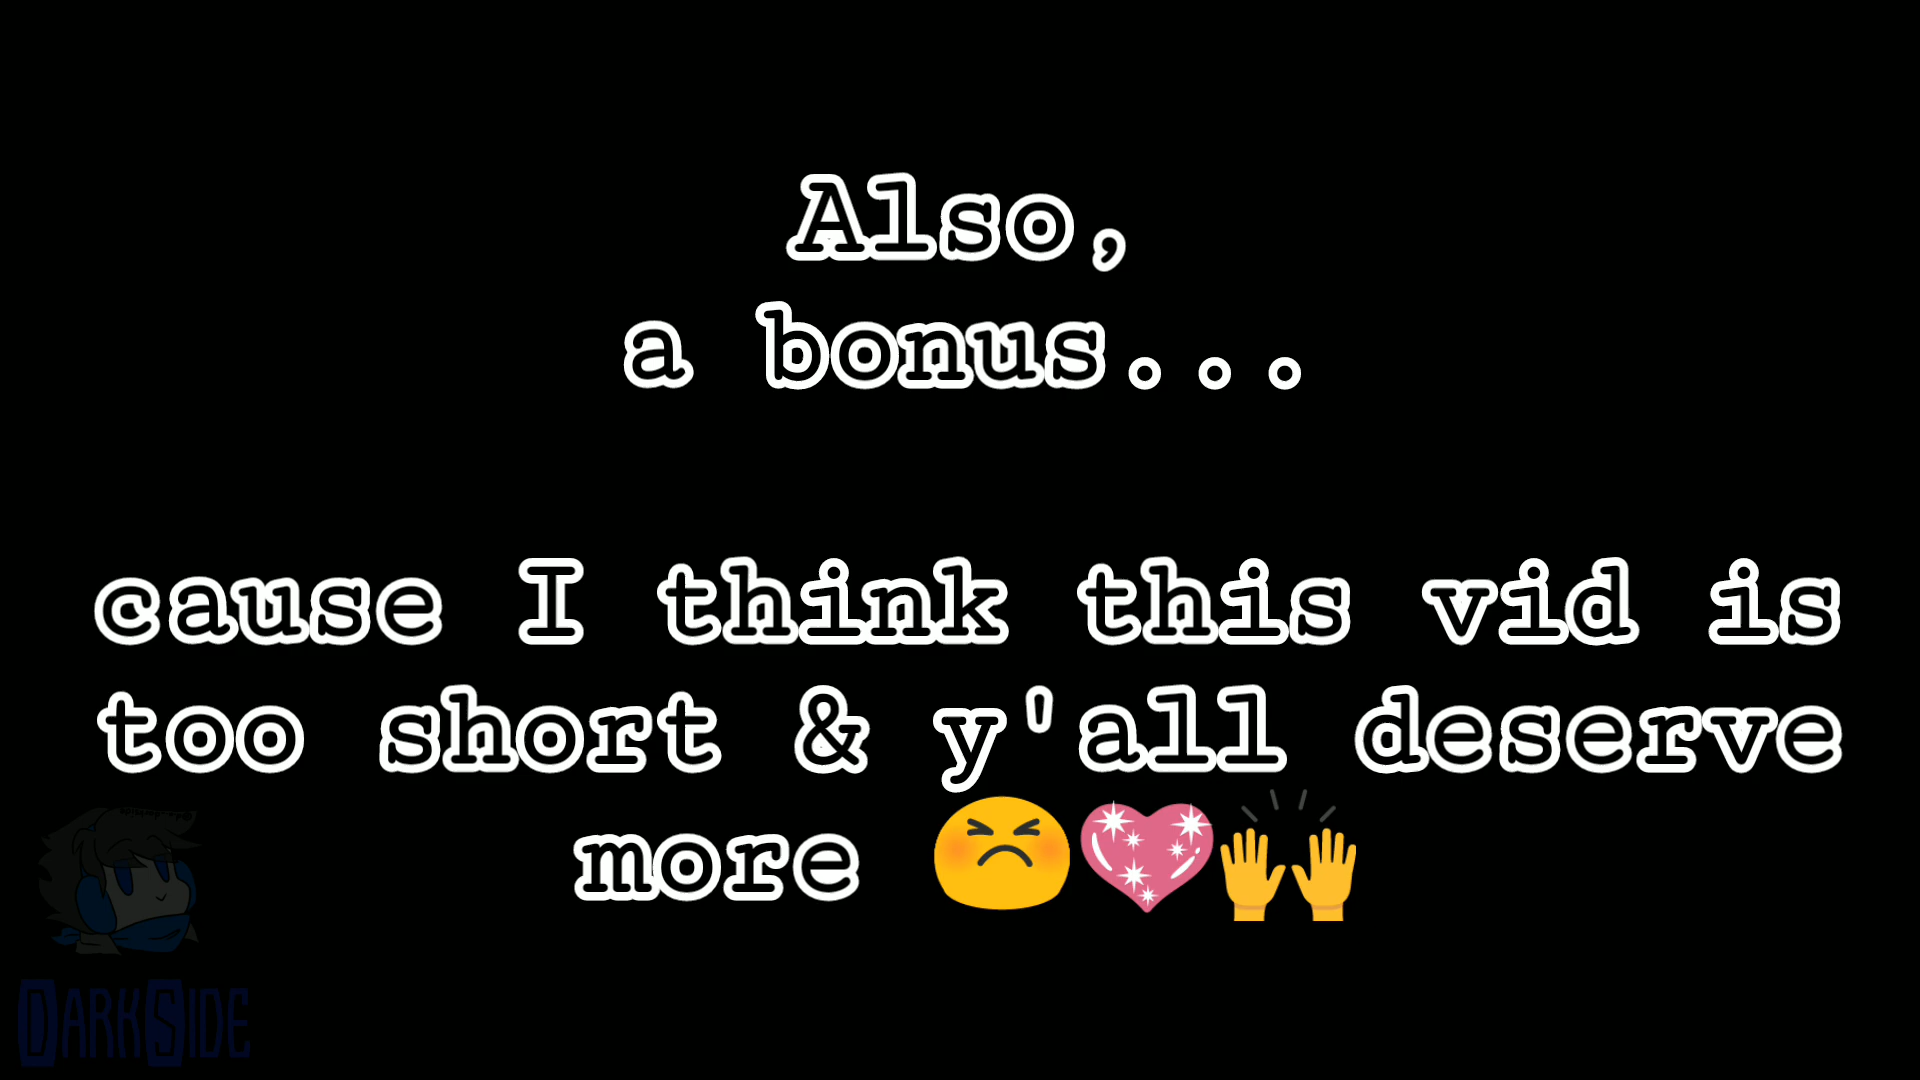 Also,
a bonus...
cause I think this vid is
too short & y'all deserve
more 😣💖🙌
DARKSIDE